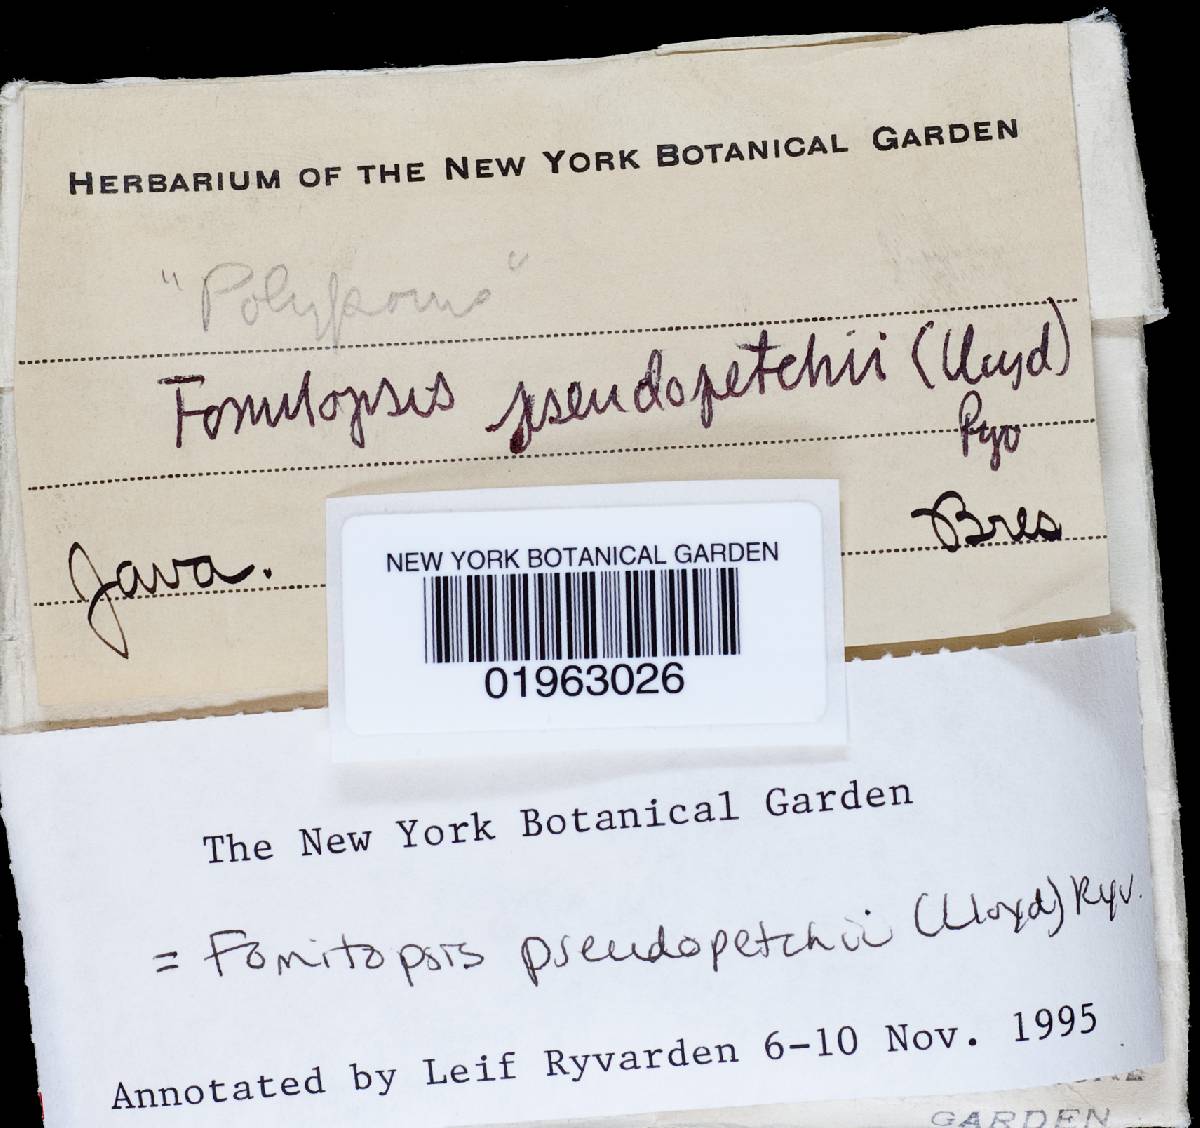 HERBARIUM OF THE NEW YORK BOTANICAL GARDEN
"Polyporus"
Fomitopsis pseudopetchii (Lloyd)
Ryv
Bres
Java.
NEW YORK BOTANICAL GARDEN
01963026
The New York Botanical Garden
= Fomitopsis pseudopetchii (Lloyd) Ryv.
Annotated by Leif Ryvarden 6-10 Nov. 1995
GARDEN